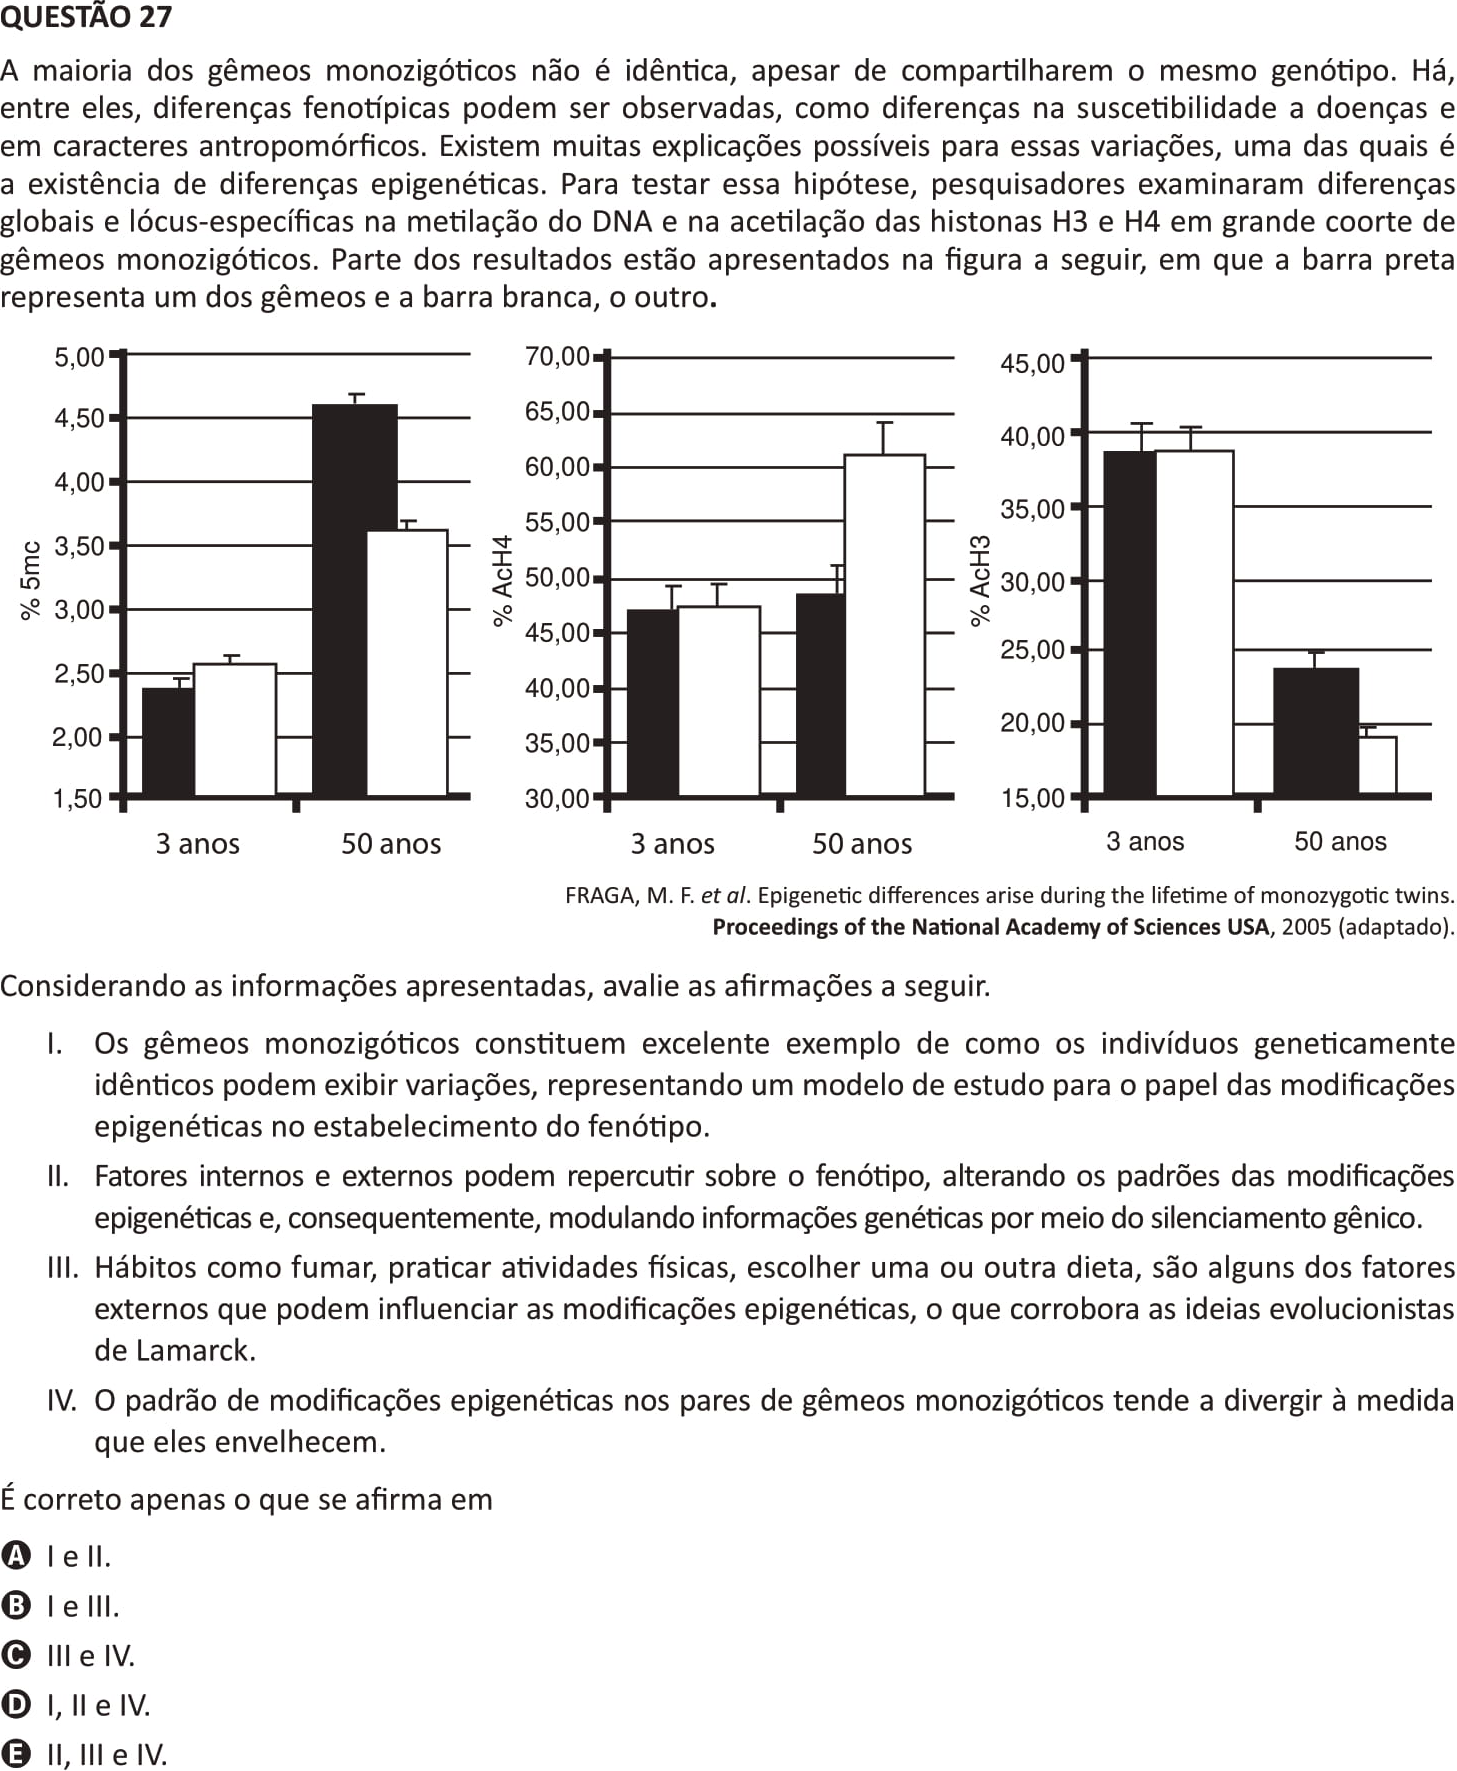 QUESTÃO 27
A maioria dos gêmeos monozigóticos não é idêntica, apesar de compartilharem o mesmo genótipo. Há,
entre eles, diferenças fenotípicas podem ser observadas, como diferenças na suscetibilidade a doenças e
em caracteres antropomórficos. Existem muitas explicações possíveis para essas variações, uma das quais é
a existência de diferenças epigenéticas. Para testar essa hipótese, pesquisadores examinaram diferenças
globais e lócus-específicas na metilação do DNA e na acetilação das histonas H3 e H4 em grande coorte de
gêmeos monozigóticos. Parte dos resultados estão apresentados na figura a seguir, em que a barra preta
representa um dos gêmeos e a barra branca, o outro.
% 5mc
5,00
4,50
4,00
3,50
3,00
2,50
2,00
1,50
3 anos 50 anos
% AcH4
70,00
65,00
60,00
55,00
50,00
45,00
40,00
35,00
30,00
3 anos 50 anos
% AcH3
45,00
40,00
35,00
30,00
25,00
20,00
15,00
3 anos 50 anos
FRAGA, M. F. et al. Epigenetic differences arise during the lifetime of monozygotic twins.
Proceedings of the National Academy of Sciences USA, 2005 (adaptado).
Considerando as informações apresentadas, avalie as afirmações a seguir.
I. Os gêmeos monozigóticos constituem excelente exemplo de como os indivíduos geneticamente
idênticos podem exibir variações, representando um modelo de estudo para o papel das modificações
epigenéticas no estabelecimento do fenótipo.
II. Fatores internos e externos podem repercutir sobre o fenótipo, alterando os padrões das modificações
epigenéticas e, consequentemente, modulando informações genéticas por meio do silenciamento gênico.
III. Hábitos como fumar, praticar atividades físicas, escolher uma ou outra dieta, são alguns dos fatores
externos que podem influenciar as modificações epigenéticas, o que corrobora as ideias evolucionistas
de Lamarck.
IV. O padrão de modificações epigenéticas nos pares de gêmeos monozigóticos tende a divergir à medida
que eles envelhecem.
É correto apenas o que se afirma em
A I e II.
B I e III.
C III e IV.
D I, II e IV.
E II, III e IV.